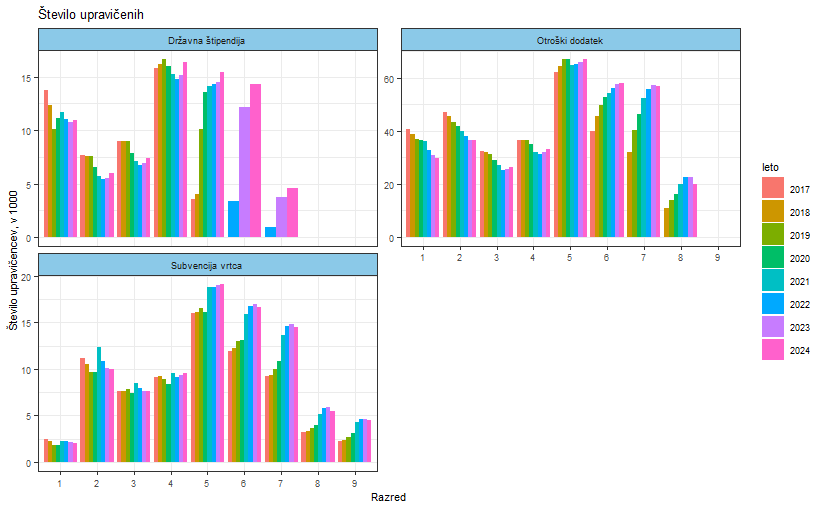 Število upravičenih
Državna štipendija
Otroški dodatek
15
10
5
0
60
40
20
0
1 2 3 4 5 6 7 8 9
Subvencija vrtca
20
15
10
5
0
1 2 3 4 5 6 7 8 9
Število upravičencev, v 1000
Razred
leto
2017
2018
2019
2020
2021
2022
2023
2024